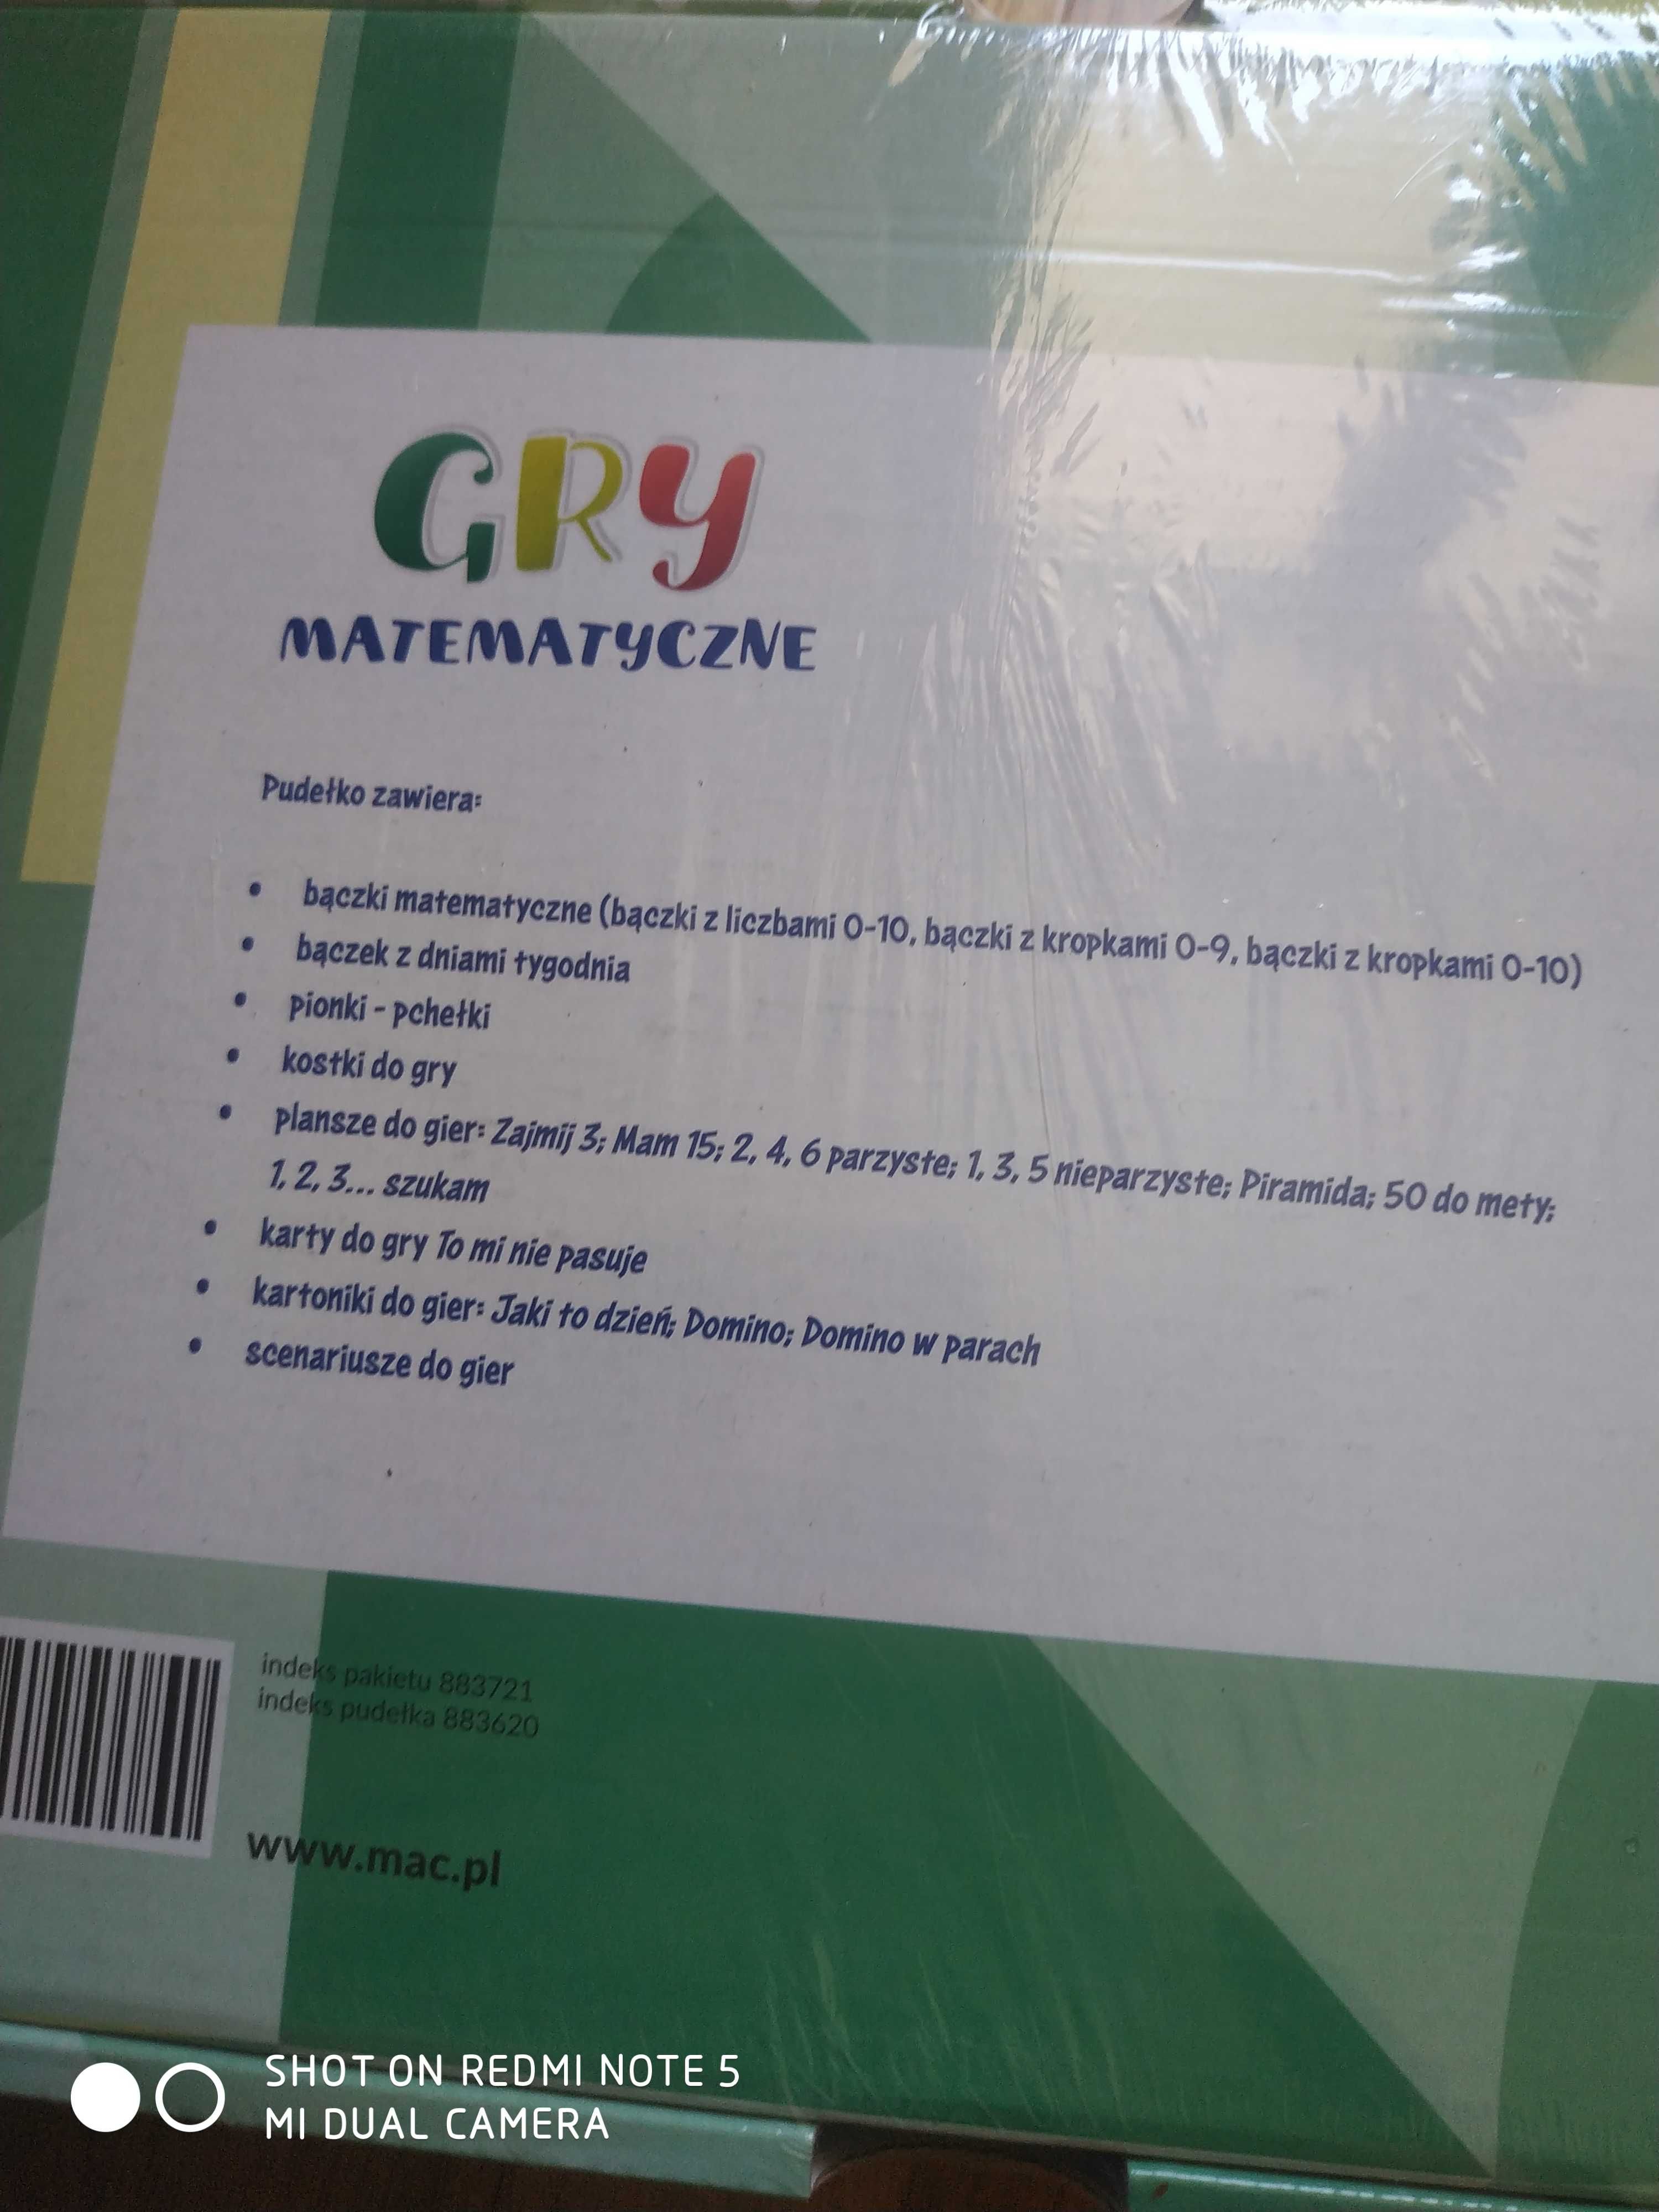 GRY
MATEMATYCZNE
Pudełko zawiera:
• bączki matematyczne (bączki z liczbami 0-10, bączki z kropkami 0-9, bączki z kropkami 0-10)
• bączek z dniami tygodnia
• pionki - pchełki
• kostki do gry
• plansze do gier: Zajmij 3; Mam 15; 2, 4, 6 parzyste; 1, 3, 5 nieparzyste; Piramida; 50 do mety;
1, 2, 3... szukam
• karty do gry To mi nie pasuje
• kartoniki do gier: Jaki to dzień; Domino; Domino w parach
• scenariusze do gier
indeks pakietu 883721
indeks pudełka 883620
www.mac.pl
SHOT ON REDMI NOTE 5
MI DUAL CAMERA